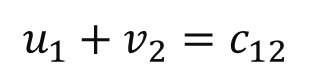 u₁ + v₂ = c₁₂